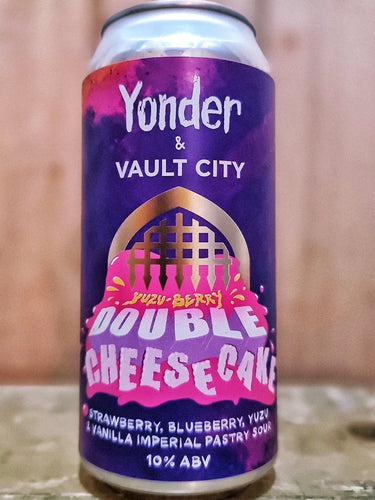 Yonder
&
VAULT CITY
YUZU-BERRY
DOUBLE
CHEESECAKE
STRAWBERRY, BLUEBERRY, YUZU
& VANILLA IMPERIAL PASTRY SOUR
10% ABV